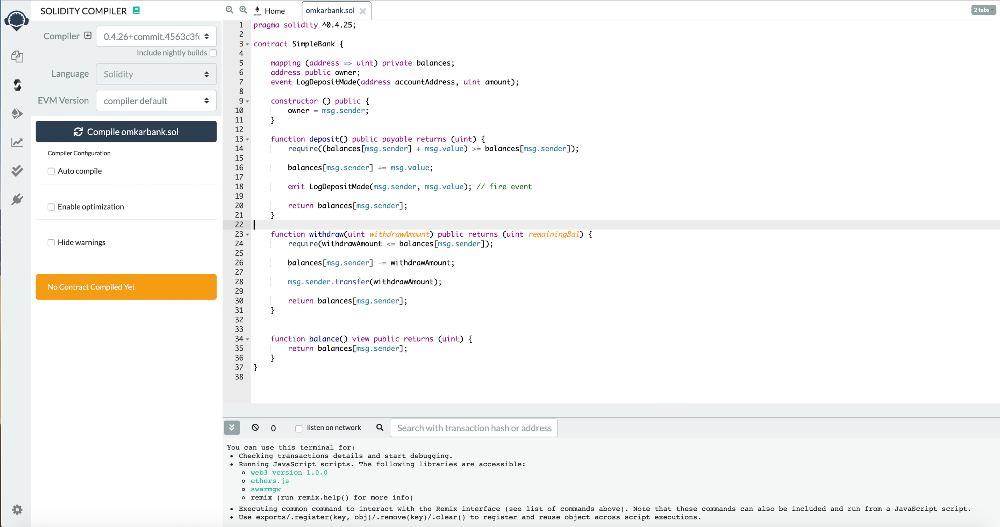 SOLIDITY COMPILER
Compiler
0.4.26+commit.4563c3f
Include nightly builds
Language
Solidity
EVM Version
compiler default
Compile omkarbank.sol
Compiler Configuration
Auto compile
Enable optimization
Hide warnings
No Contract Compiled Yet
remix
Home
omkarbank.sol
2 tabs
1 pragma solidity ^0.4.25;
2
3 contract SimpleBank {
4
5 mapping (address => uint) private balances;
6 address public owner;
7 event LogDepositMade(address accountAddress, uint amount);
8
9 constructor () public {
10 owner = msg.sender;
11 }
12
13 function deposit() public payable returns (uint) {
14 require((balances[msg.sender] + msg.value) >= balances[msg.sender]);
15
16 balances[msg.sender] += msg.value;
17
18 emit LogDepositMade(msg.sender, msg.value); // fire event
19
20 return balances[msg.sender];
21 }
22
23 function withdraw(uint withdrawAmount) public returns (uint remainingBal) {
24 require(withdrawAmount <= balances[msg.sender]);
25
26 balances[msg.sender] -= withdrawAmount;
27
28 msg.sender.transfer(withdrawAmount);
29
30 return balances[msg.sender];
31 }
32
33
34 function balance() view public returns (uint) {
35 return balances[msg.sender];
36 }
37 }
38
0
listen on network
Search with transaction hash or address
You can use this terminal for:
• Checking transactions details and start debugging.
• Running JavaScript scripts. The following libraries are accessible:
web3 version 1.0.0
ethers.js
swarmgw
remix (run remix.help() for more info)
• Executing common command to interact with the Remix interface (see list of commands above). Note that these commands can also be included and run from a JavaScript script.
• Use exports/.register(key, obj)/.remove(key)/.clear() to register and reuse object across script executions.